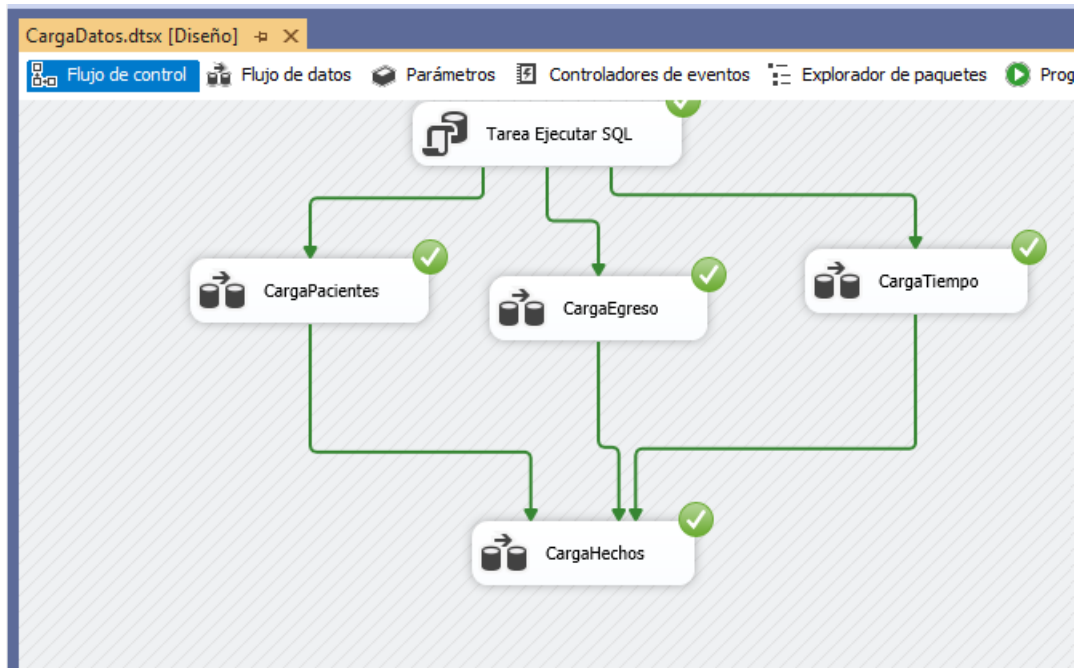 CargaDatos.dtsx [Diseño]
Flujo de control Flujo de datos Parámetros Controladores de eventos Explorador de paquetes Prog
Tarea Ejecutar SQL
CargaPacientes
CargaEgreso
CargaTiempo
CargaHechos